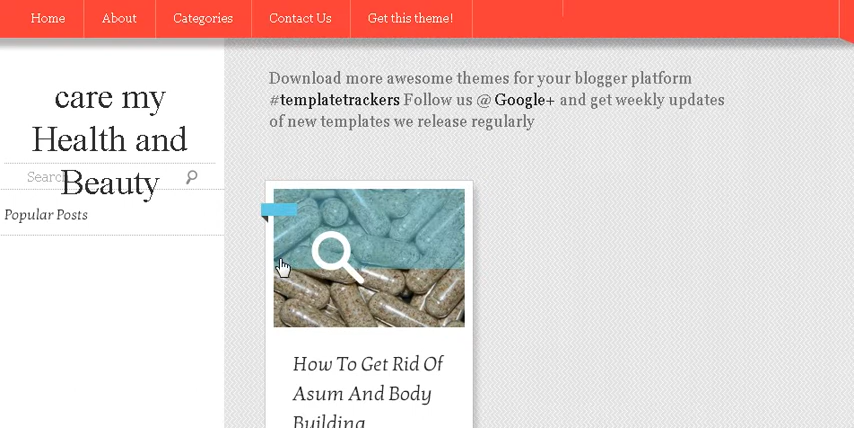 Home About Categories Contact Us Get this theme!
care my
Health and
Beauty
Search
Popular Posts
Download more awesome themes for your blogger platform
#templatetrackers Follow us @ Google+ and get weekly updates
of new templates we release regularly
How To Get Rid Of
Asum And Body
Building